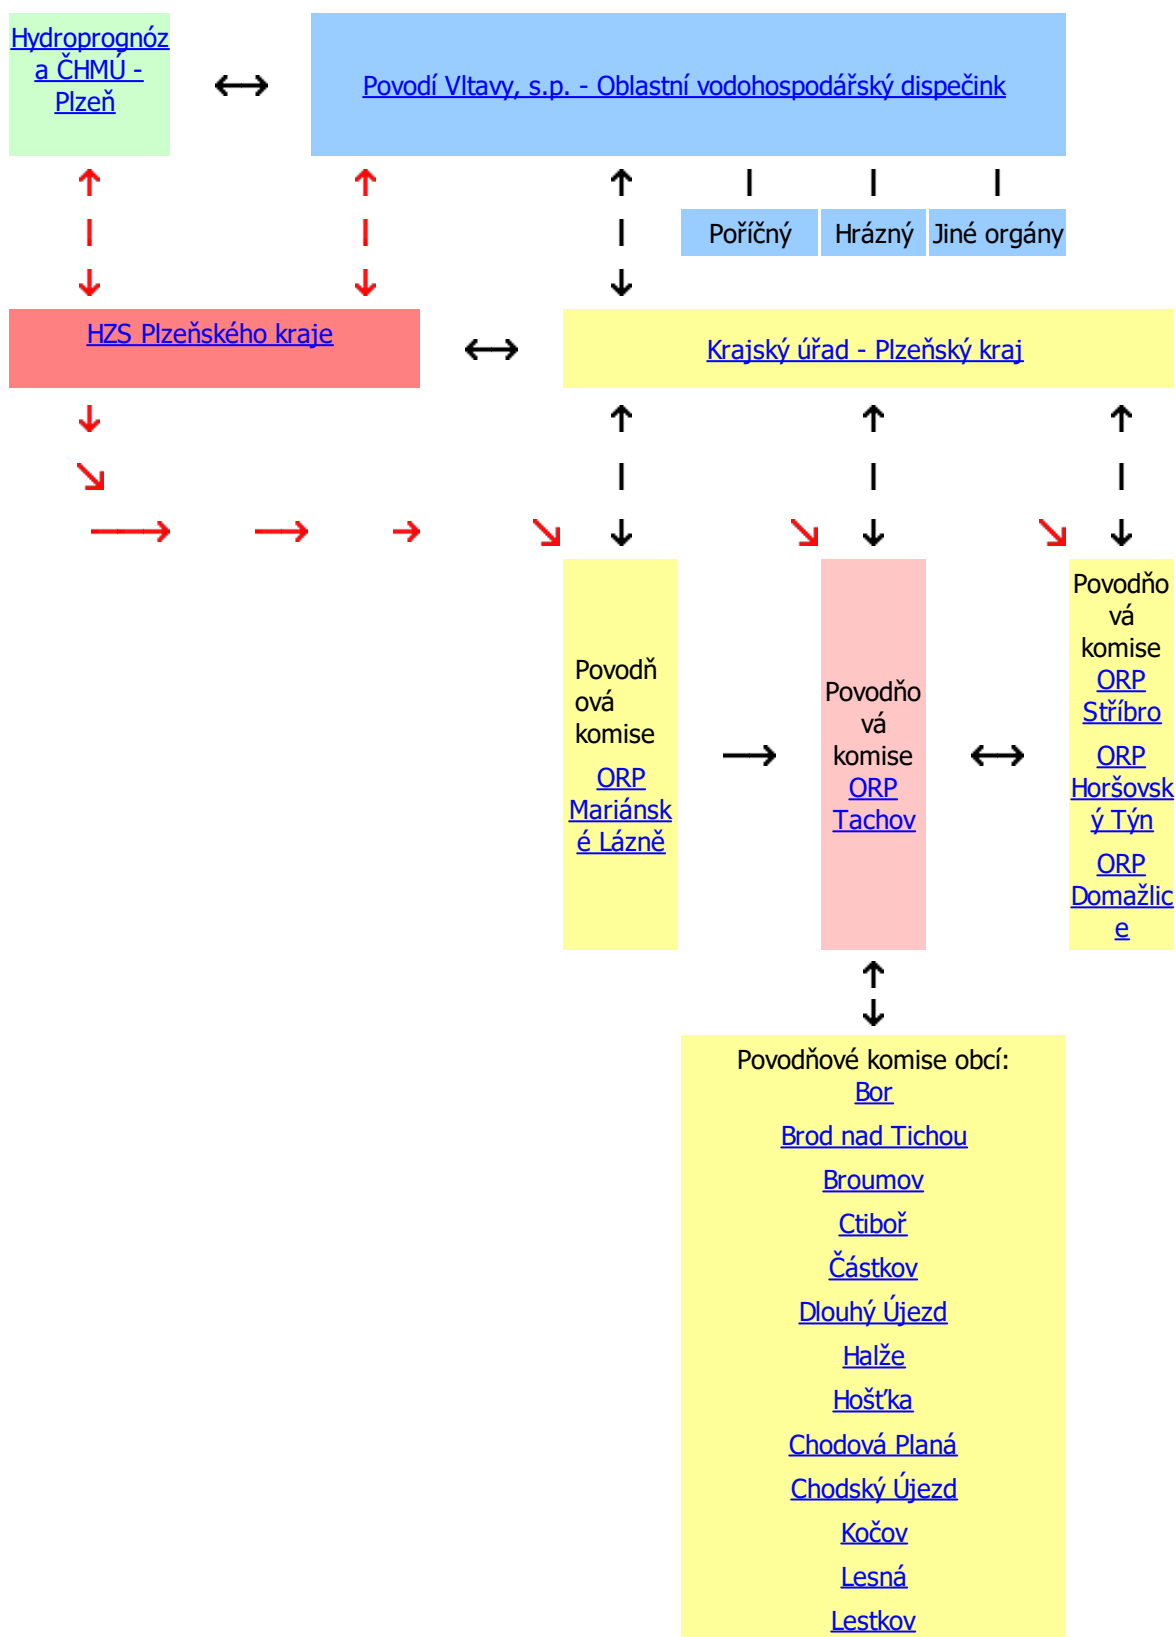 Hydroprognóz
a ČHMÚ -
Plzeň
Povodí Vltavy, s.p. - Oblastní vodohospodářský dispečink
Poříčný
Hrázný
Jiné orgány
HZS Plzeňského kraje
Krajský úřad - Plzeňský kraj
Povodň
ová
komise
ORP
Mariánsk
é Lázně
Povodňo
vá
komise
ORP
Tachov
Povodňo
vá
komise
ORP
Stříbro
ORP
Horšovsk
ý Týn
ORP
Domažlic
e
Povodňové komise obcí:
Bor
Brod nad Tichou
Broumov
Ctiboř
Částkov
Dlouhý Újezd
Halže
Hošťka
Chodová Planá
Chodský Újezd
Kočov
Lesná
Lestkov